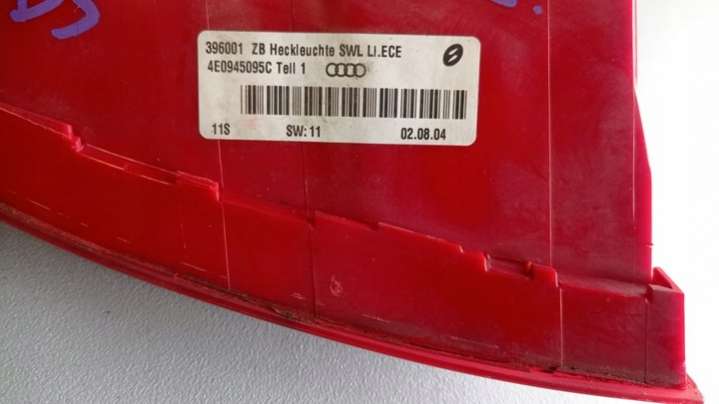 396001 ZB Heckleuchte SWL LI.ECE
4E0945095C Teil 1
11S SW:11 02.08.04